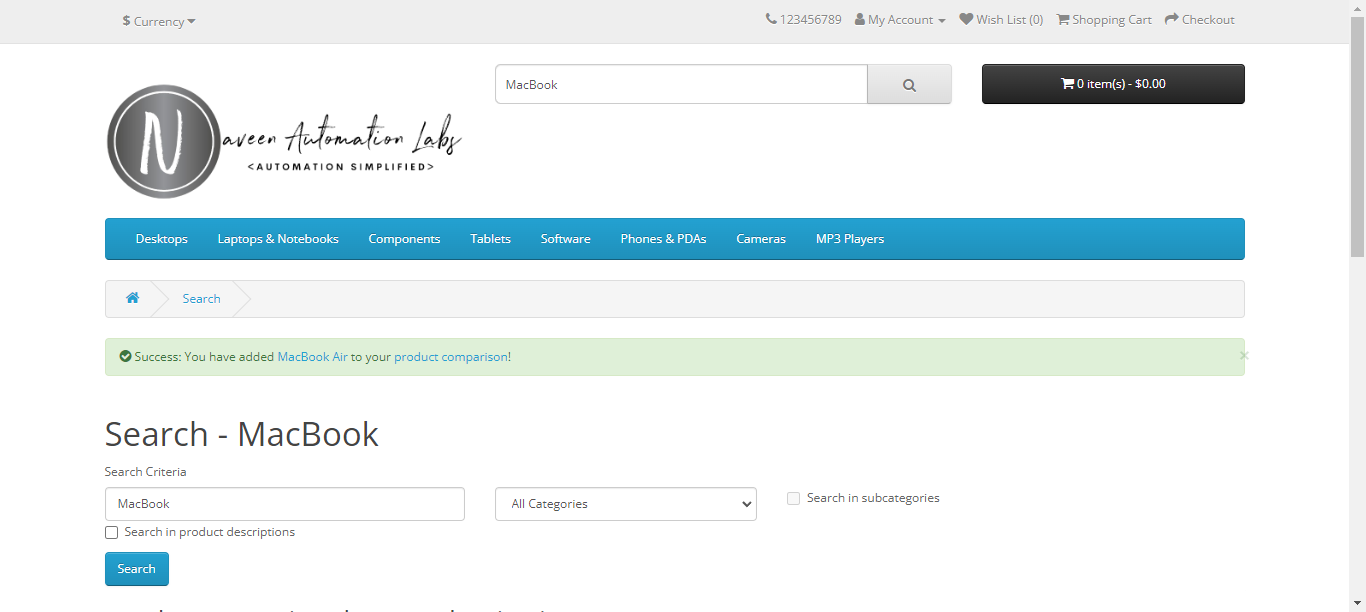 $ Currency
123456789 My Account Wish List (0) Shopping Cart Checkout
MacBook
0 item(s) - $0.00
N
aveen Automation Labs
<AUTOMATION SIMPLIFIED>
Desktops Laptops & Notebooks Components Tablets Software Phones & PDAs Cameras MP3 Players
Search
Success: You have added MacBook Air to your product comparison!
×
Search - MacBook
Search Criteria
MacBook All Categories Search in subcategories
Search in product descriptions
Search